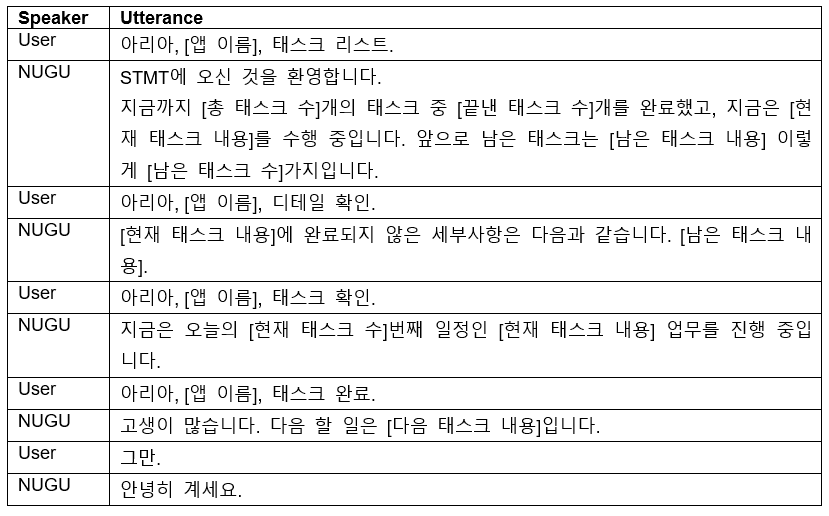 Speaker Utterance
User 아리아, [앱 이름], 태스크 리스트.
NUGU STMT에 오신 것을 환영합니다.
지금까지 [총 태스크 수]개의 태스크 중 [끝낸 태스크 수]개를 완료했고, 지금은 [현
재 태스크 내용]를 수행 중입니다. 앞으로 남은 태스크는 [남은 태스크 내용] 이렇
게 [남은 태스크 수]가지입니다.
User 아리아, [앱 이름], 디테일 확인.
NUGU [현재 태스크 내용]에 완료되지 않은 세부사항은 다음과 같습니다. [남은 태스크 내
용].
User 아리아, [앱 이름], 태스크 확인.
NUGU 지금은 오늘의 [현재 태스크 수]번째 일정인 [현재 태스크 내용] 업무를 진행 중입
니다.
User 아리아, [앱 이름], 태스크 완료.
NUGU 고생이 많습니다. 다음 할 일은 [다음 태스크 내용]입니다.
User 그만.
NUGU 안녕히 계세요.